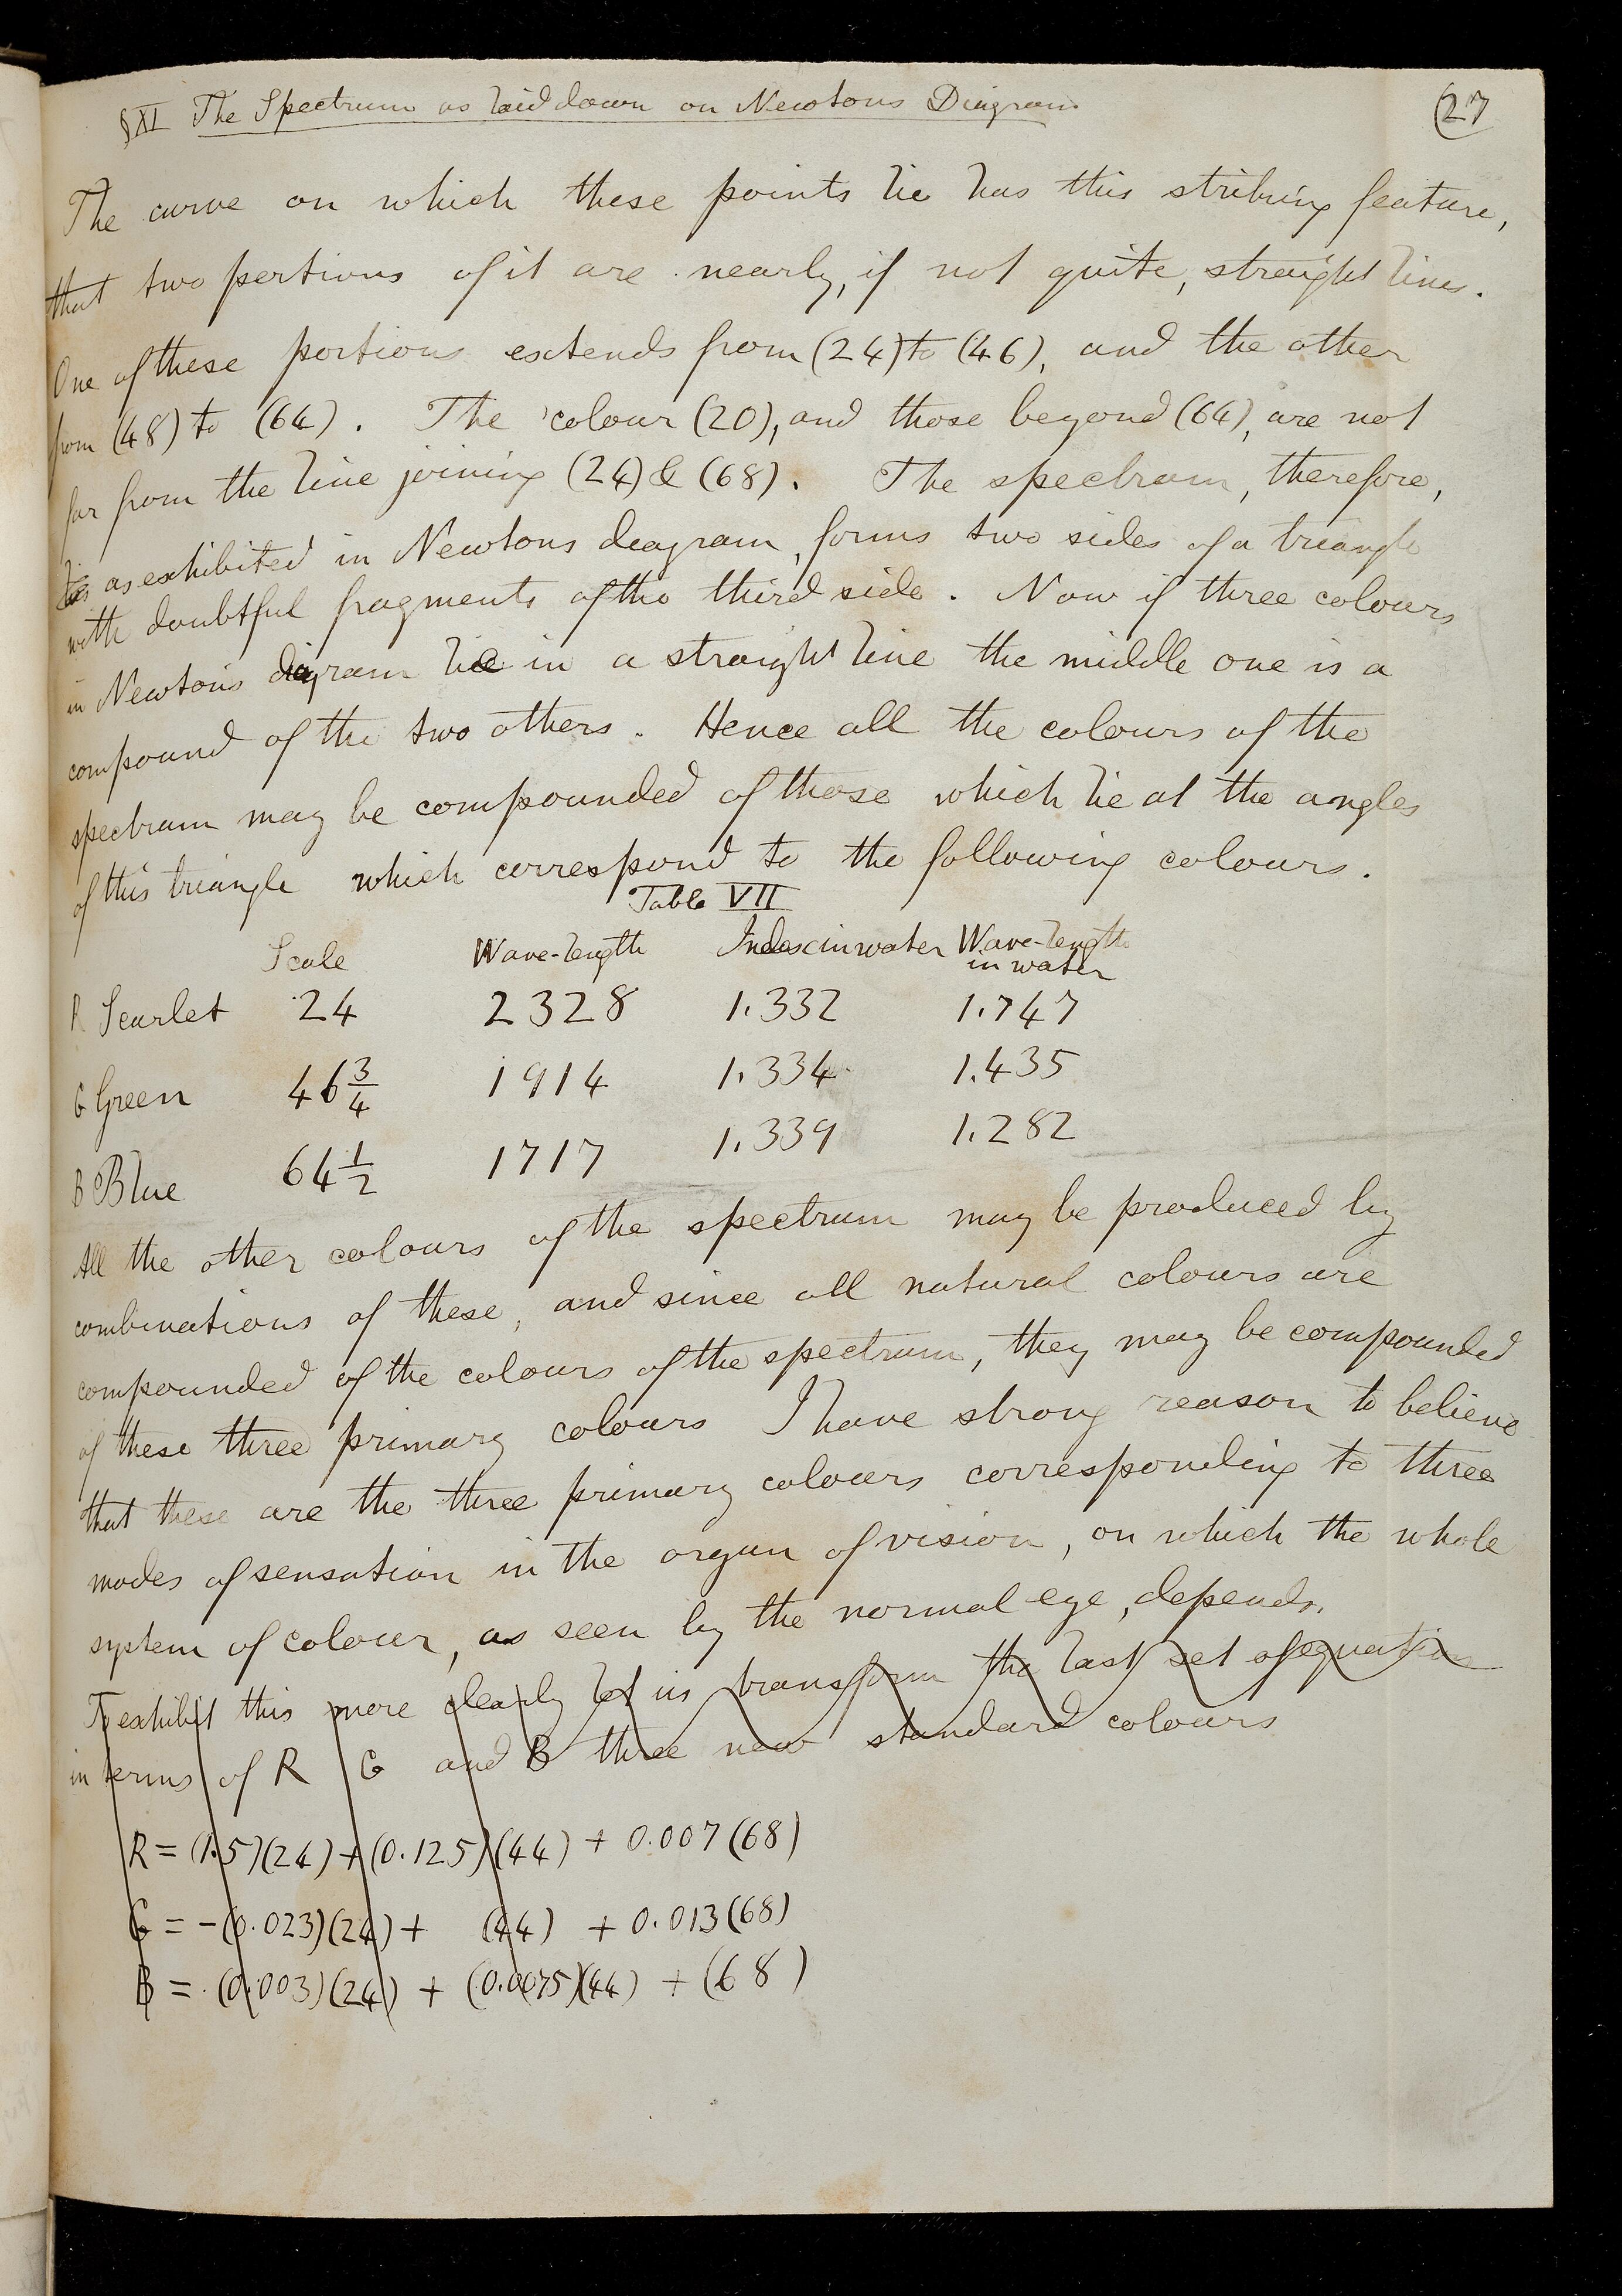 §XI The Spectrum as laid down on Newtons Diagram
(27
The curve on which these points lie has this striking feature,
that two portions of it are nearly, if not quite, straight lines.
One of these portions extends from (24) to (46), and the other
from (48) to (64). The colour (20), and those beyond (64), are not
far from the line joining (24) & (68). The spectrum, therefore,
as exhibited in Newtons diagram, forms two sides of a triangle
with doubtful fragments of the third side. Now if three colours
in Newton's diagram lie in a straight line the middle one is a
compound of the two others. Hence all the colours of the
spectrum may be compounded of those which lie at the angles
of this triangle which correspond to the following colours.
Table VII
Scale Wave-length Index in water Wave-length in water
R Scarlet 24 2328 1.332 1.747
G Green 46 3/4 1914 1.334 1.435
B Blue 64 1/2 1717 1.339 1.282
All the other colours of the spectrum may be produced by
combinations of these, and since all natural colours are
compounded of the colours of the spectrum, they may be compounded
of these three primary colours I have strong reason to believe
that these are the three primary colours corresponding to three
modes of sensation in the organ of vision, on which the whole
system of colour, as seen by the normal eye, depends.
To exhibit this more clearly let us transform the last set of equations
in terms of R G and B three new standard colours
R = (1.5)(24) + (0.125)(44) + 0.007(68)
G = -(0.023)(24) + (44) + 0.013(68)
B = (0.003)(24) + (0.0075)(44) + (68)